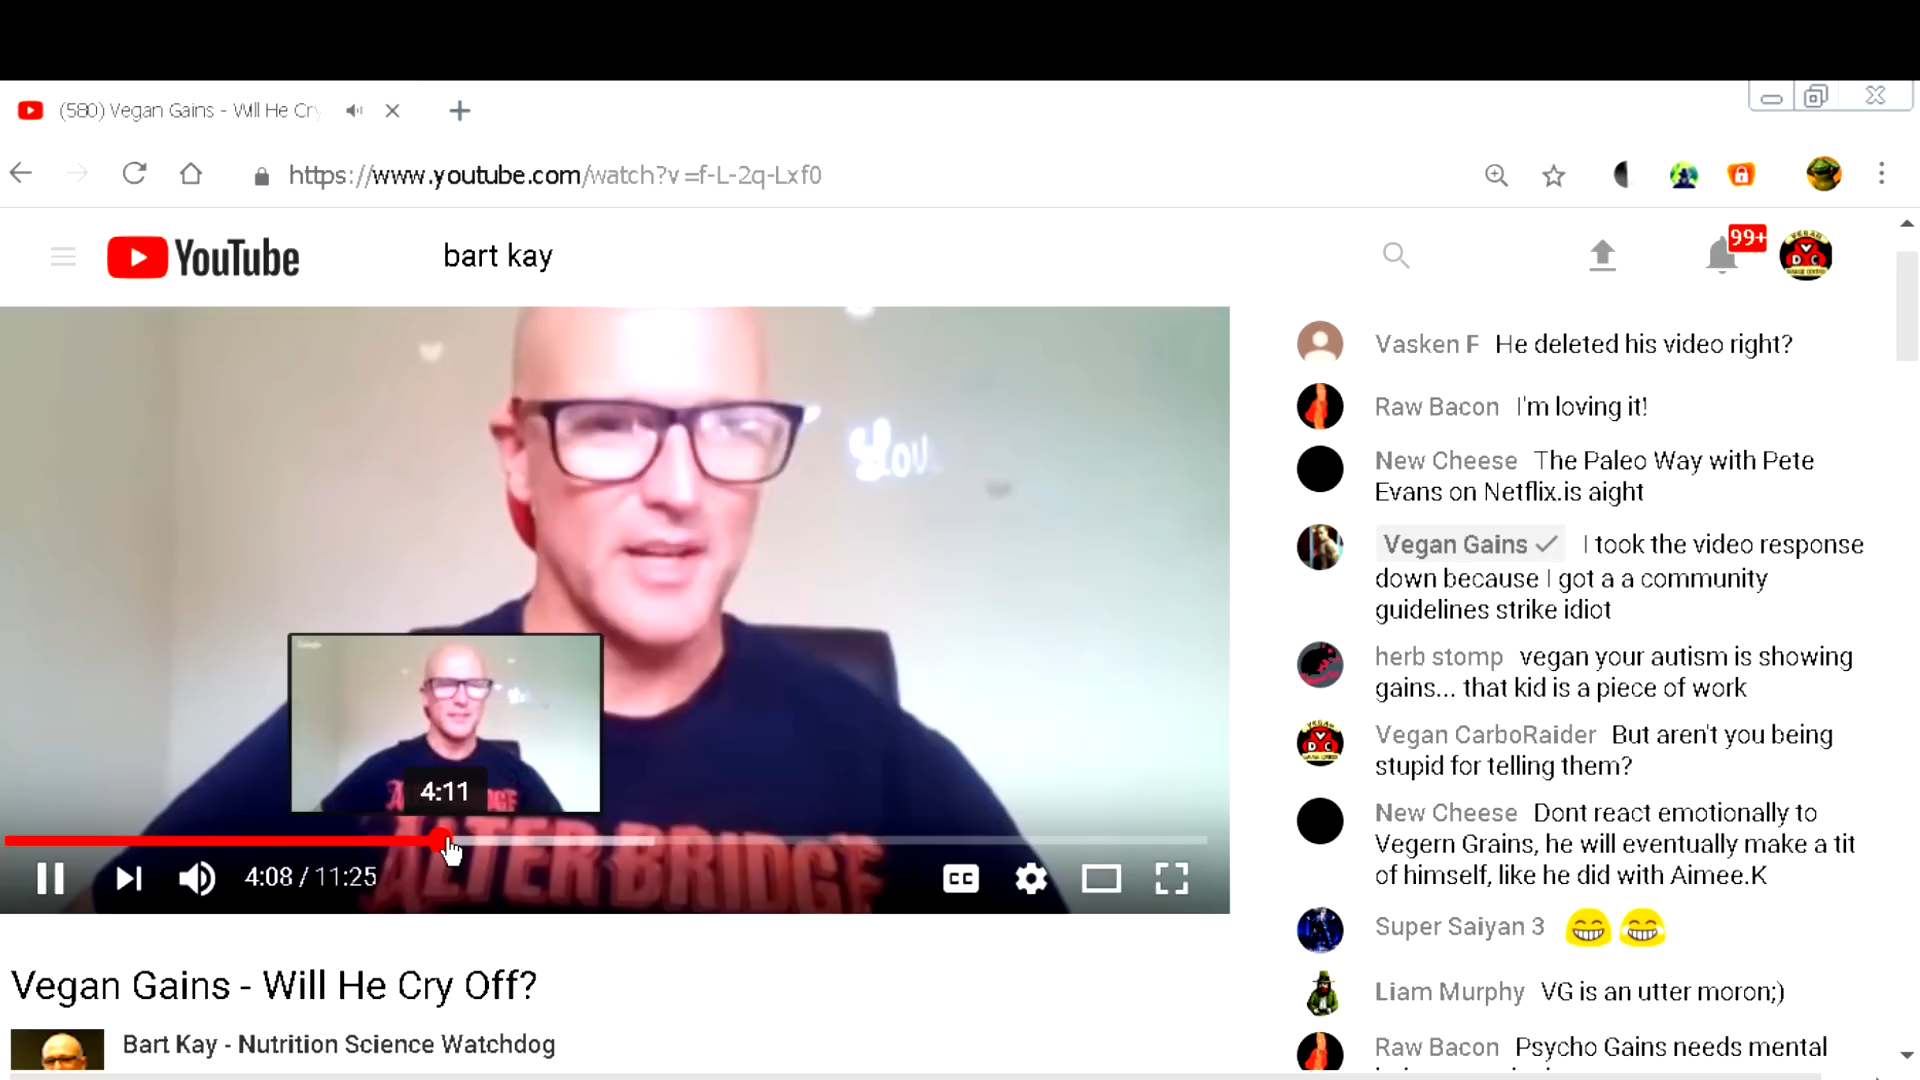 (580) Vegan Gains - Will He Cry
https://www.youtube.com/watch?v=f-L-2q-Lxf0
YouTube
bart kay
99+
Vasken F He deleted his video right?
Raw Bacon I'm loving it!
New Cheese The Paleo Way with Pete
Evans on Netflix.is aight
Vegan Gains I took the video response
down because I got a a community
guidelines strike idiot
herb stomp vegan your autism is showing
gains... that kid is a piece of work
Vegan CarboRaider But aren't you being
stupid for telling them?
New Cheese Dont react emotionally to
Vegern Grains, he will eventually make a tit
of himself, like he did with Aimee.K
Super Saiyan 3
Liam Murphy VG is an utter moron;)
Raw Bacon Psycho Gains needs mental
4:11
ALTER BRIDGE
4:08 / 11:25
CC
Vegan Gains - Will He Cry Off?
Bart Kay - Nutrition Science Watchdog